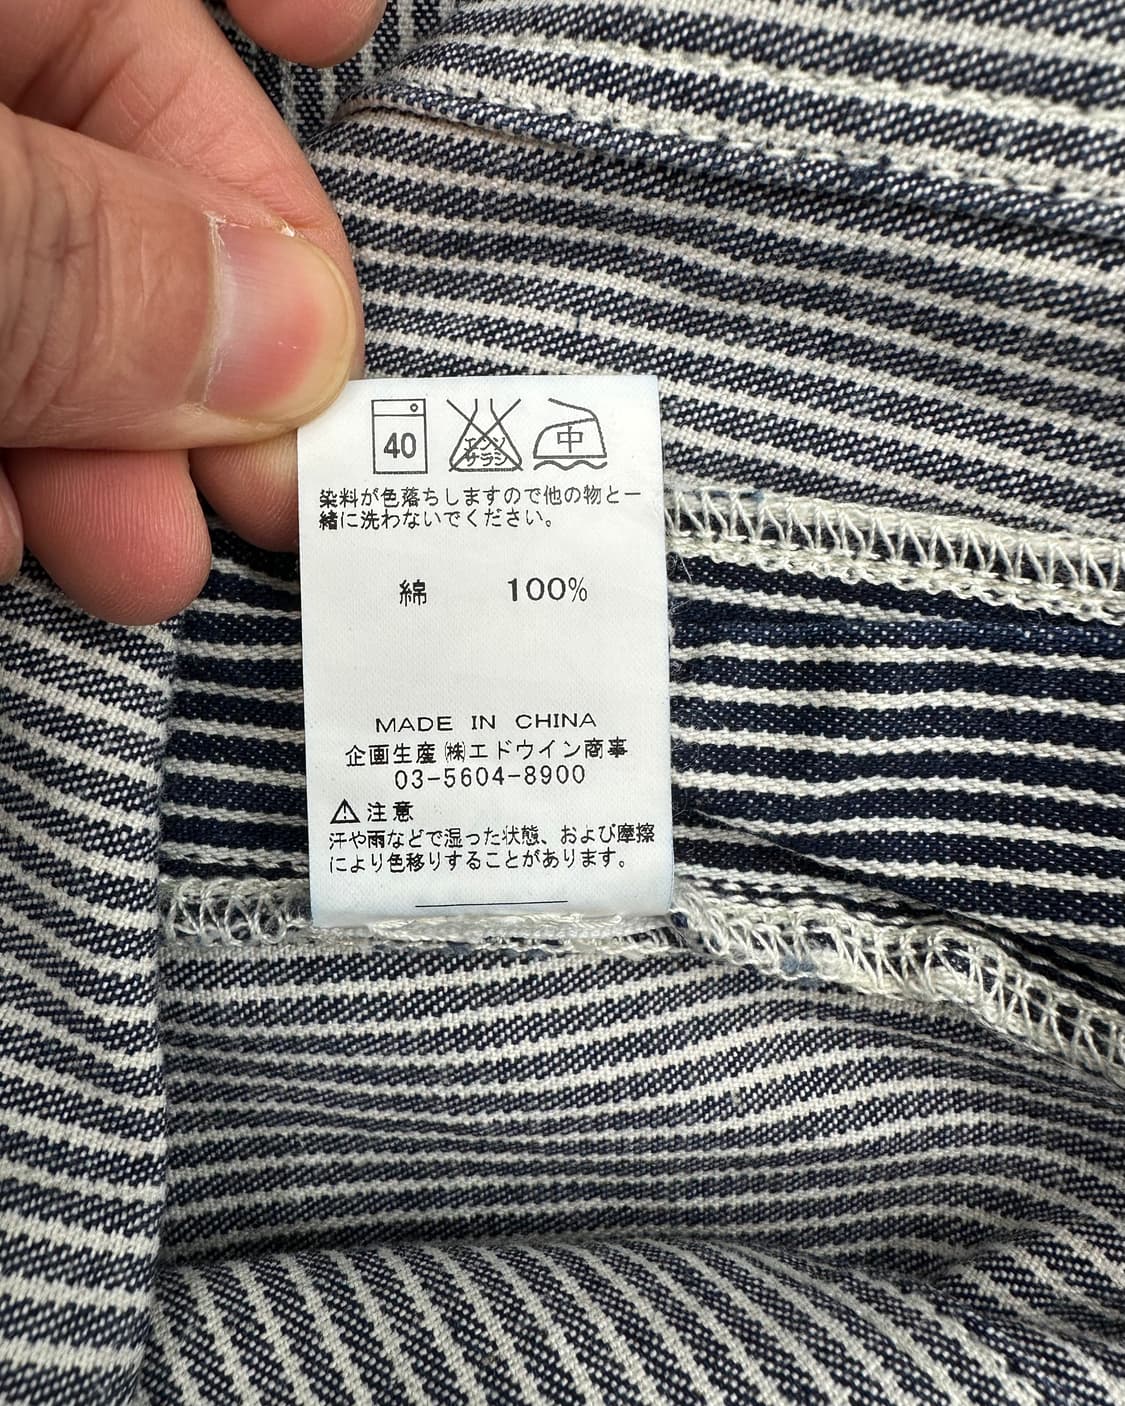 40
エンソ
サラシ
中
染料が色落ちしますので他の物と一
緒に洗わないでください。
綿 100%
MADE IN CHINA
企画生産 ㈱エドウイン商事
03-5604-8900
注意
汗や雨などで湿った状態、および摩擦
により色移りすることがあります。